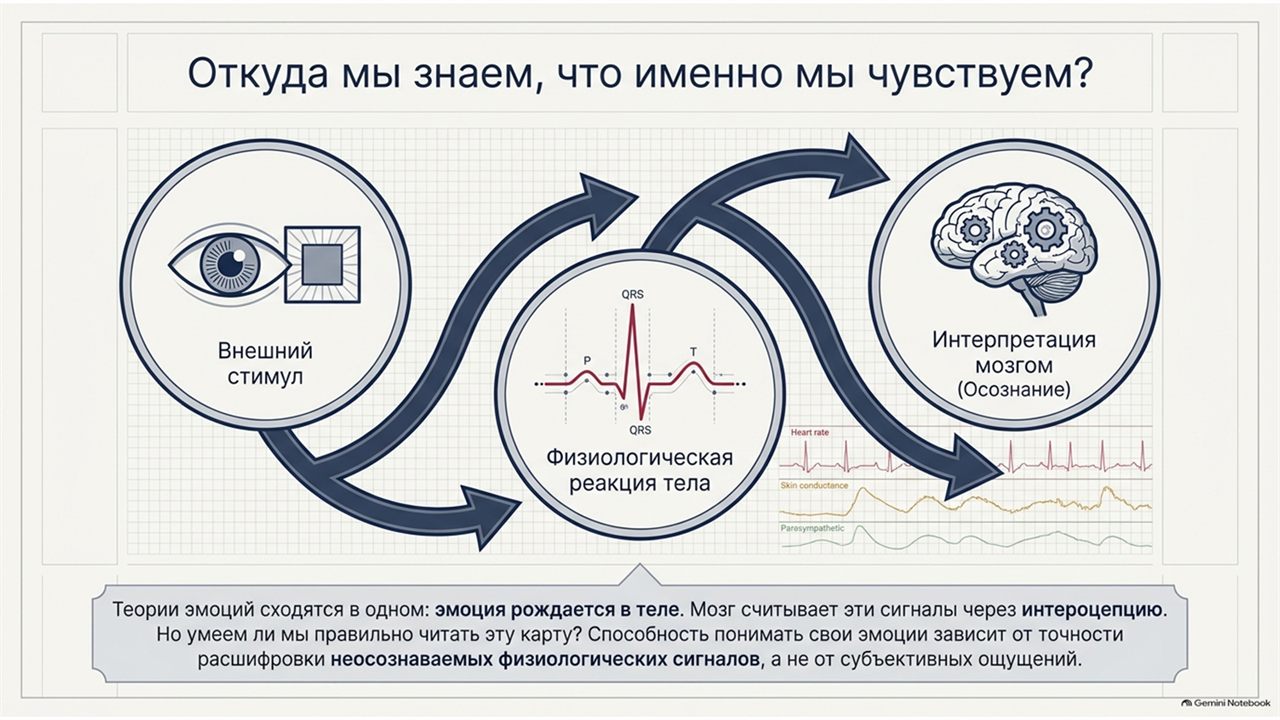 Откуда мы знаем, что именно мы чувствуем?
Внешний
стимул
QRS
P
T
QRS
Физиологическая
реакция тела
Интерпретация
мозгом
(Осознание)
Heart rate
Skin conductance
Parosympathetic
Теории эмоций сходятся в одном: эмоция рождается в теле. Мозг считывает эти сигналы через интероцепцию.
Но умеем ли мы правильно читать эту карту? Способность понимать свои эмоции зависит от точности
расшифровки неосознаваемых физиологических сигналов, а не от субъективных ощущений.
Gemini Notebook